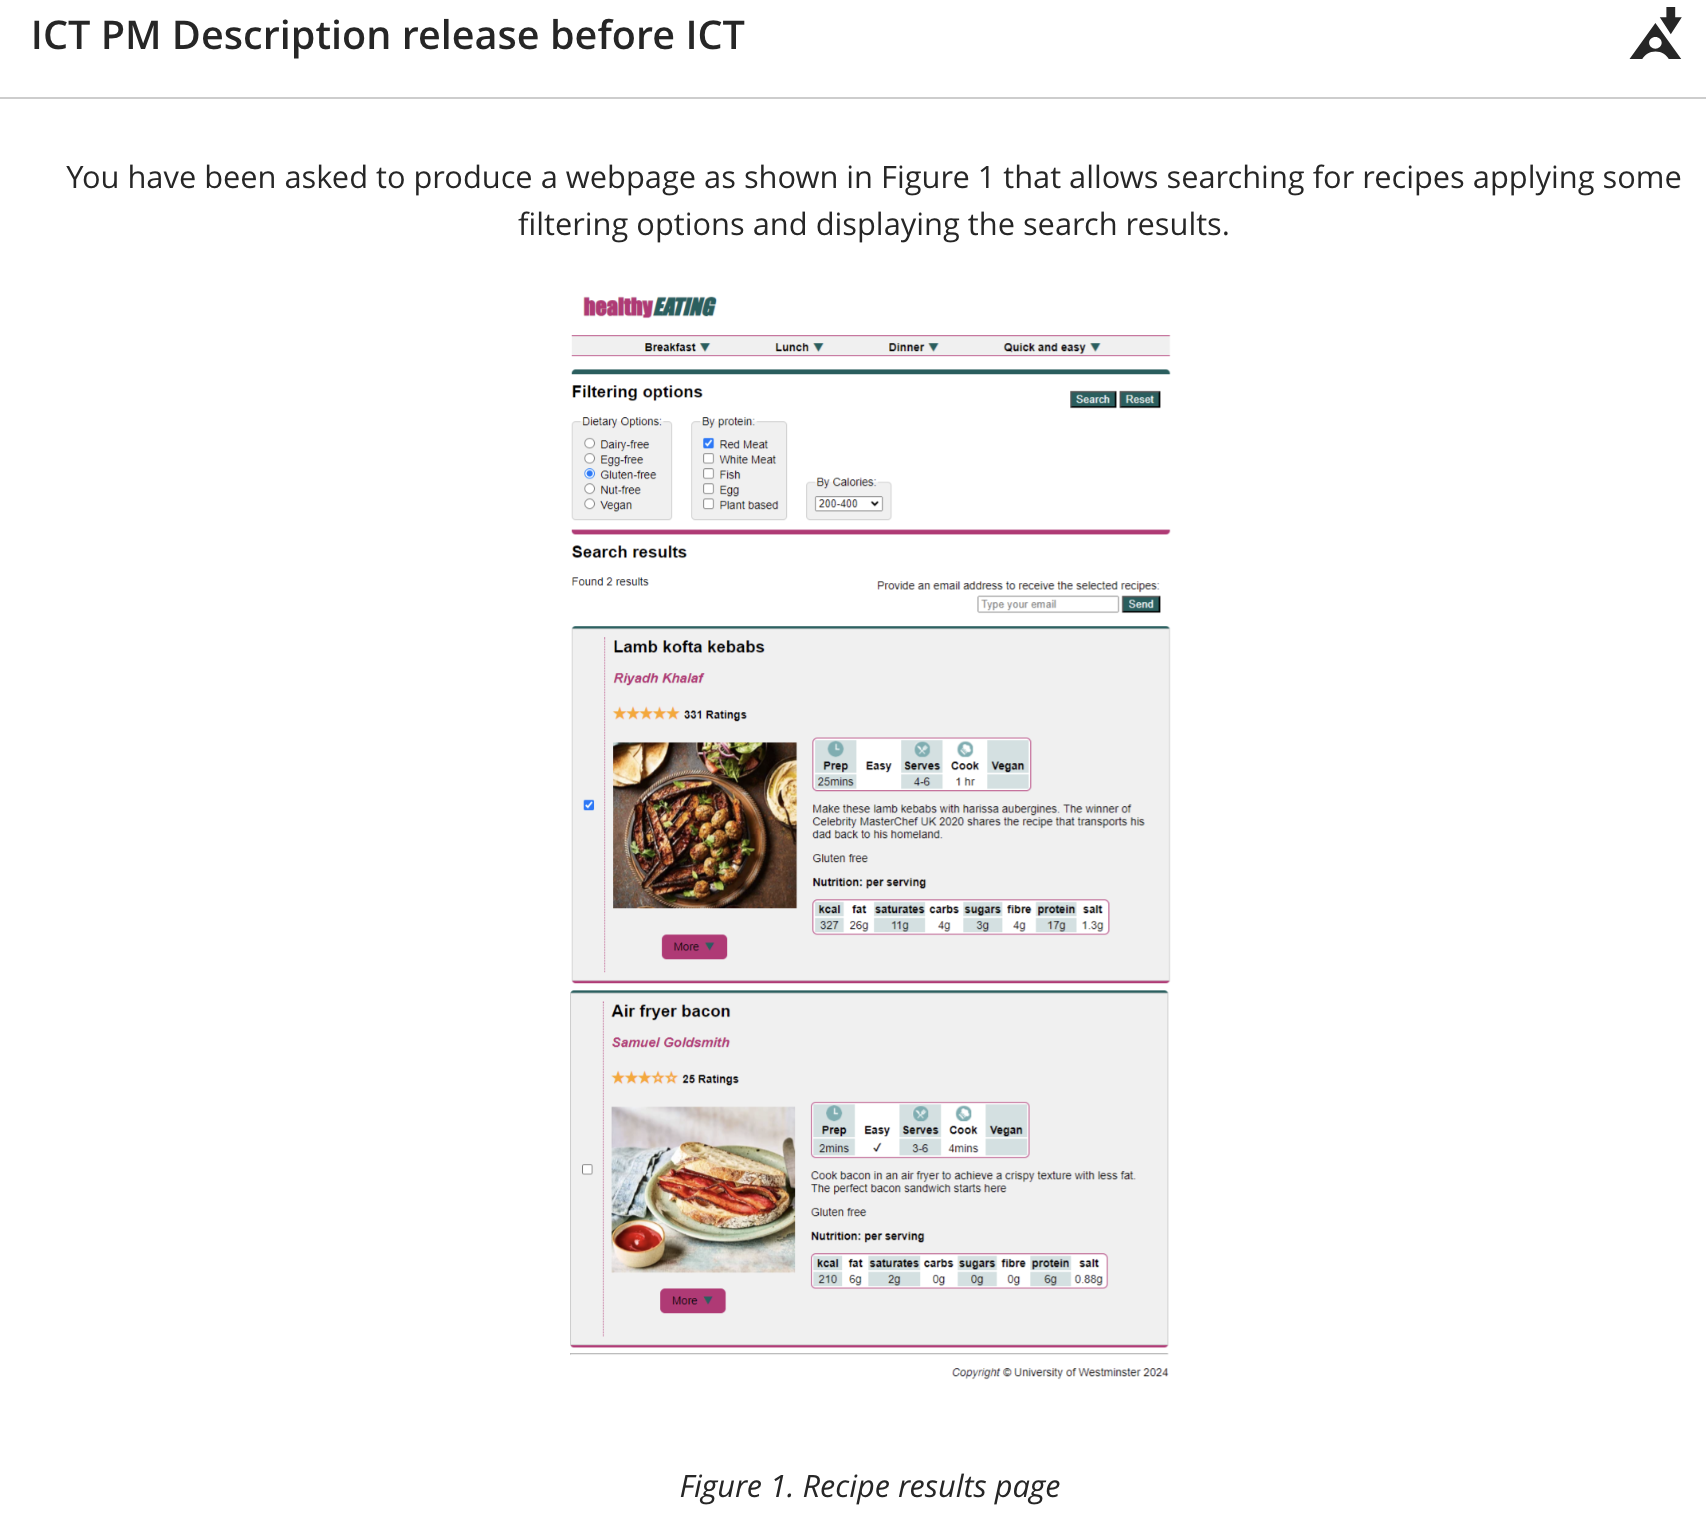 ICT PM Description release before ICT
You have been asked to produce a webpage as shown in Figure 1 that allows searching for recipes applying some
filtering options and displaying the search results.
healthyEATING
Breakfast ▼ Lunch ▼ Dinner ▼ Quick and easy ▼
Filtering options
Search Reset
Dietary Options:
Dairy-free
Egg-free
Gluten-free
Nut-free
Vegan
By protein:
Red Meat
White Meat
Fish
Egg
Plant based
By Calories:
200-400
Search results
Found 2 results
Provide an email address to receive the selected recipes:
Type your email Send
Lamb kofta kebabs
Riyadh Khalaf
★★★★★ 331 Ratings
Prep Easy Serves Cook Vegan
25mins 4-6 1 hr
Make these lamb kebabs with harissa aubergines. The winner of
Celebrity MasterChef UK 2020 shares the recipe that transports his
dad back to his homeland.
Gluten free
Nutrition: per serving
kcal fat saturates carbs sugars fibre protein salt
327 26g 11g 4g 3g 4g 17g 1.3g
More ▼
Air fryer bacon
Samuel Goldsmith
★★★☆☆ 25 Ratings
Prep Easy Serves Cook Vegan
2mins ✓ 3-6 4mins
Cook bacon in an air fryer to achieve a crispy texture with less fat.
The perfect bacon sandwich starts here
Gluten free
Nutrition: per serving
kcal fat saturates carbs sugars fibre protein salt
210 6g 2g 0g 0g 0g 6g 0.88g
More ▼
Copyright © University of Westminster 2024
Figure 1. Recipe results page